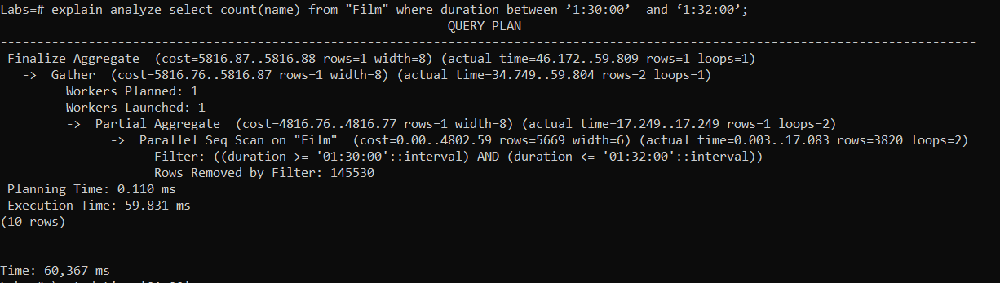 Labs=# explain analyze select count(name) from "Film" where duration between ’1:30:00’  and ‘1:32:00’;
QUERY PLAN
-----------------------------------------------------------------------------------------------------------------------------------------------------
Finalize Aggregate  (cost=5816.87..5816.88 rows=1 width=8) (actual time=46.172..59.809 rows=1 loops=1)
->  Gather  (cost=5816.76..5816.87 rows=1 width=8) (actual time=34.749..59.804 rows=2 loops=1)
Workers Planned: 1
Workers Launched: 1
->  Partial Aggregate  (cost=4816.76..4816.77 rows=1 width=8) (actual time=17.249..17.249 rows=1 loops=2)
->  Parallel Seq Scan on "Film"  (cost=0.00..4802.59 rows=5669 width=6) (actual time=0.003..17.083 rows=3820 loops=2)
Filter: ((duration >= '01:30:00'::interval) AND (duration <= '01:32:00'::interval))
Rows Removed by Filter: 145530
Planning Time: 0.110 ms
Execution Time: 59.831 ms
(10 rows)
Time: 60,367 ms